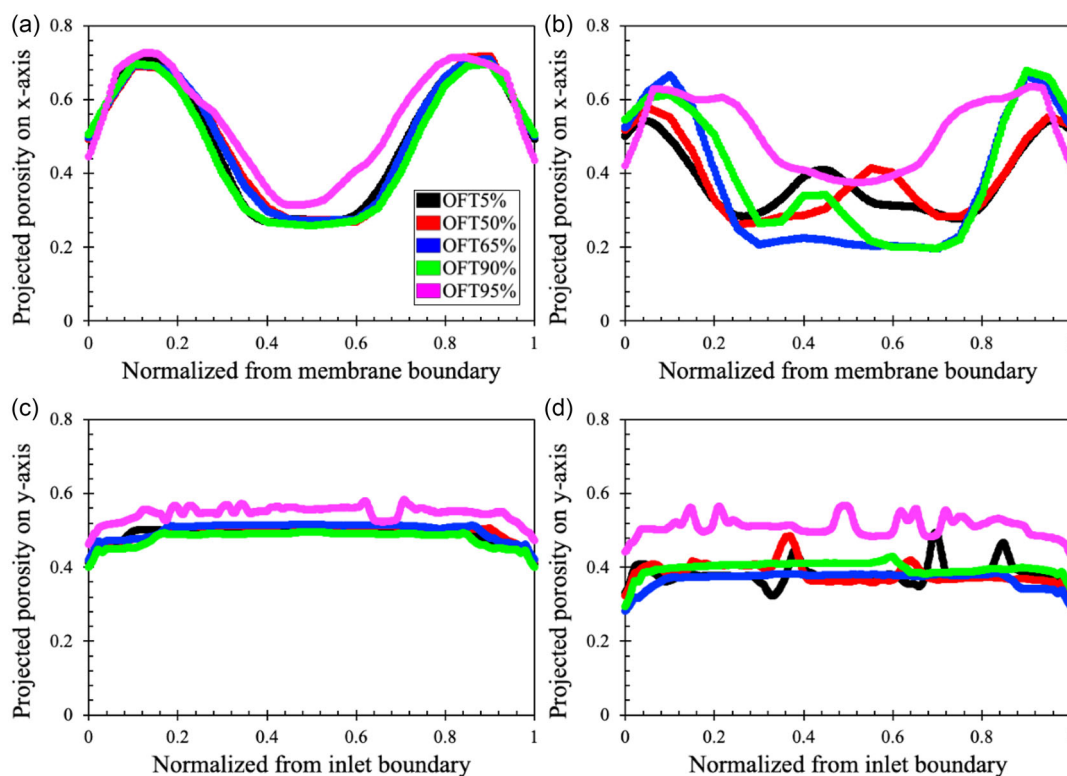 (a)
Projected porosity on x-axis
0.8
0.6
0.4
0.2
0
0
0.2
0.4
0.6
0.8
1
Normalized from membrane boundary
OFT5%
OFT50%
OFT65%
OFT90%
OFT95%
(b)
Projected porosity on x-axis
0.8
0.6
0.4
0.2
0
0
0.2
0.4
0.6
0.8
1
Normalized from membrane boundary
(c)
Projected porosity on y-axis
0.8
0.6
0.4
0.2
0
0
0.2
0.4
0.6
0.8
1
Normalized from inlet boundary
(d)
Projected porosity on y-axis
0.8
0.6
0.4
0.2
0
0
0.2
0.4
0.6
0.8
1
Normalized from inlet boundary